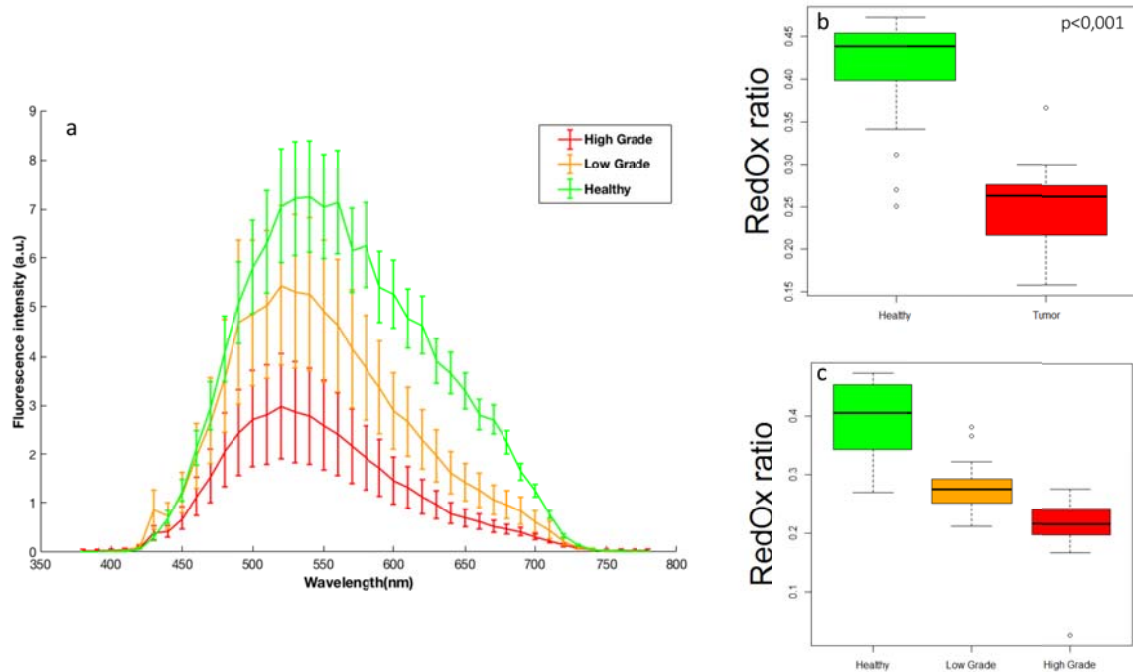 a
9
8
7
6
5
4
3
2
1
0
Fluorescence intensity (a.u.)
350 400 450 500 550 600 650 700 750 800
Wavelength(nm)
High Grade
Low Grade
Healthy
b
p<0,001
RedOx ratio
0.45
0.40
0.35
0.30
0.25
0.20
0.15
Healthy Tumor
c
RedOx ratio
0.4
0.3
0.2
0.1
Healthy Low Grade High Grade